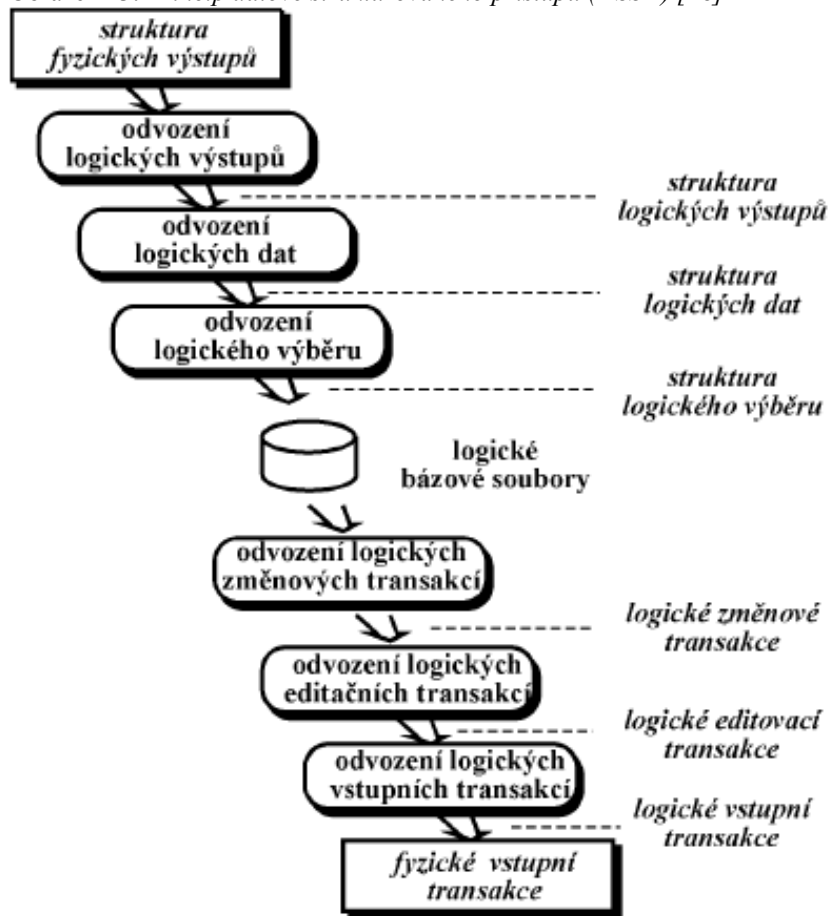 struktura
fyzických výstupů
odvození
logických výstupů
struktura
logických výstupů
odvození
logických dat
struktura
logických dat
odvození
logického výběru
struktura
logického výběru
logické
bázové soubory
odvození logických
změnových transakcí
logické změnové
transakce
odvození logických
editačních transakcí
logické editovací
transakce
odvození logických
vstupních transakcí
logické vstupní
transakce
fyzické vstupní
transakce